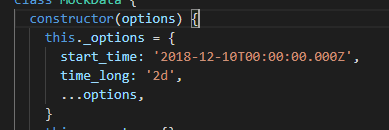 class MockData {
constructor(options) {
this._options = {
start_time: '2018-12-10T00:00:00.000Z',
time_long: '2d',
...options,
}